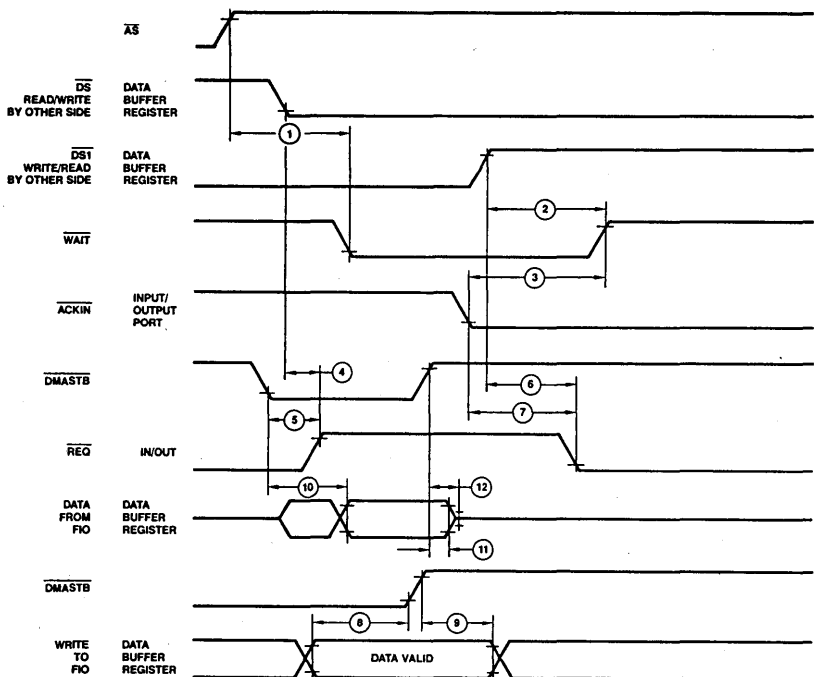 AS
DS DATA
READ/WRITE BUFFER
BY OTHER SIDE REGISTER
1
DS1 DATA
WRITE/READ BUFFER
BY OTHER SIDE REGISTER
2
WAIT
3
INPUT/
ACKIN OUTPUT
PORT
4
DMASTB
6
7
5
REQ IN/OUT
10
12
DATA DATA
FROM BUFFER
FIO REGISTER
11
DMASTB
8
9
WRITE DATA
TO BUFFER DATA VALID
FIO REGISTER